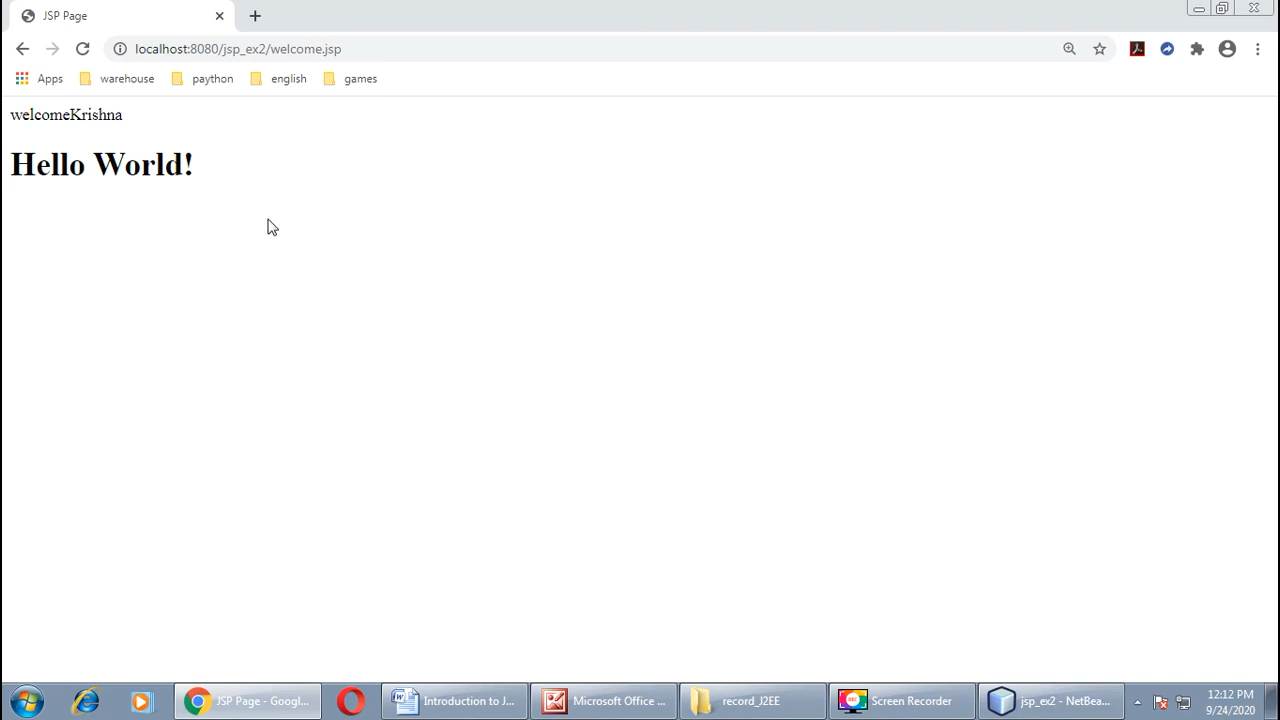 JSP Page
localhost:8080/jsp_ex2/welcome.jsp
Apps warehouse paython english games
welcomeKrishna
Hello World!
JSP Page - Googl... Introduction to J... Microsoft Office ... record_J2EE Screen Recorder jsp_ex2 - NetBea... 12:12 PM
9/24/2020